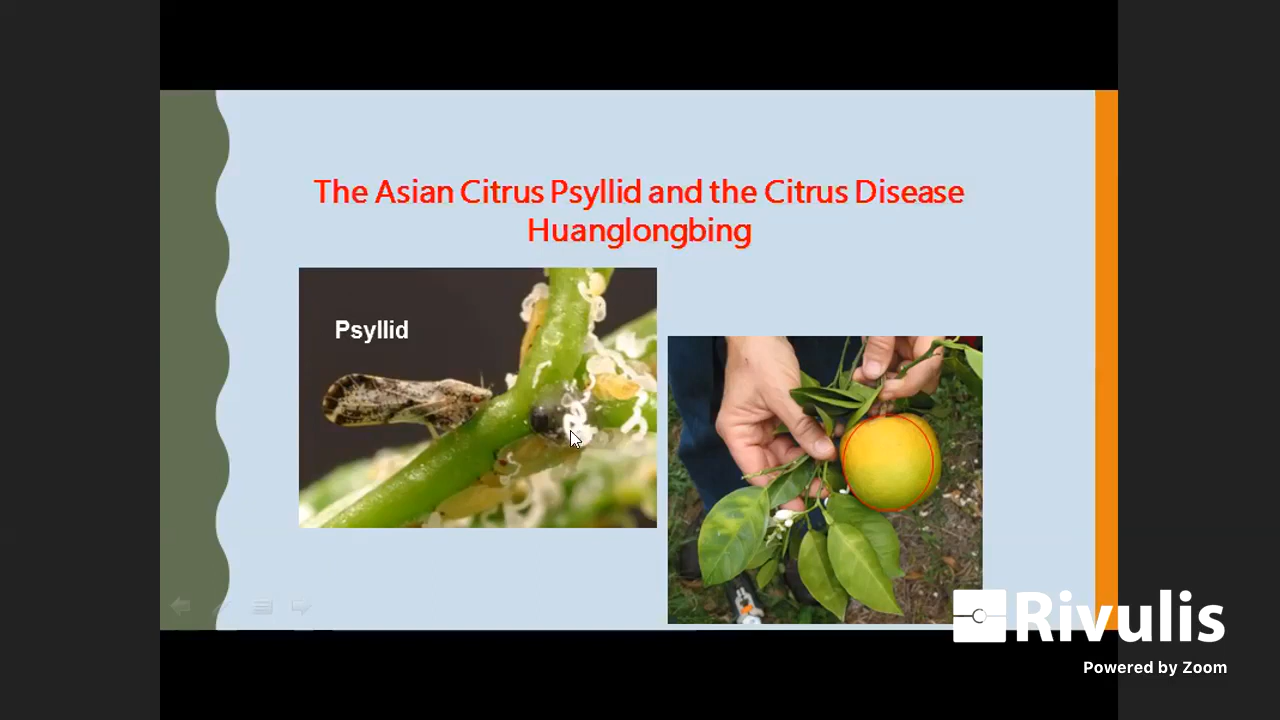 The Asian Citrus Psyllid and the Citrus Disease
Huanglongbing
Psyllid
Rivulis
Powered by Zoom